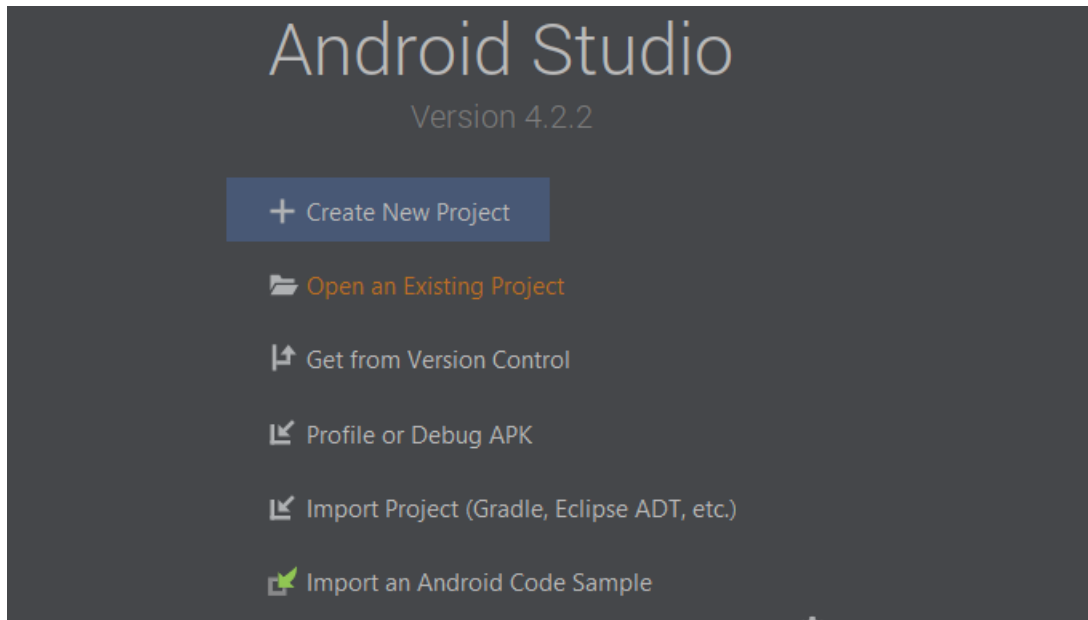 Android Studio
Version 4.2.2
Create New Project
Open an Existing Project
Get from Version Control
Profile or Debug APK
Import Project (Gradle, Eclipse ADT, etc.)
Import an Android Code Sample